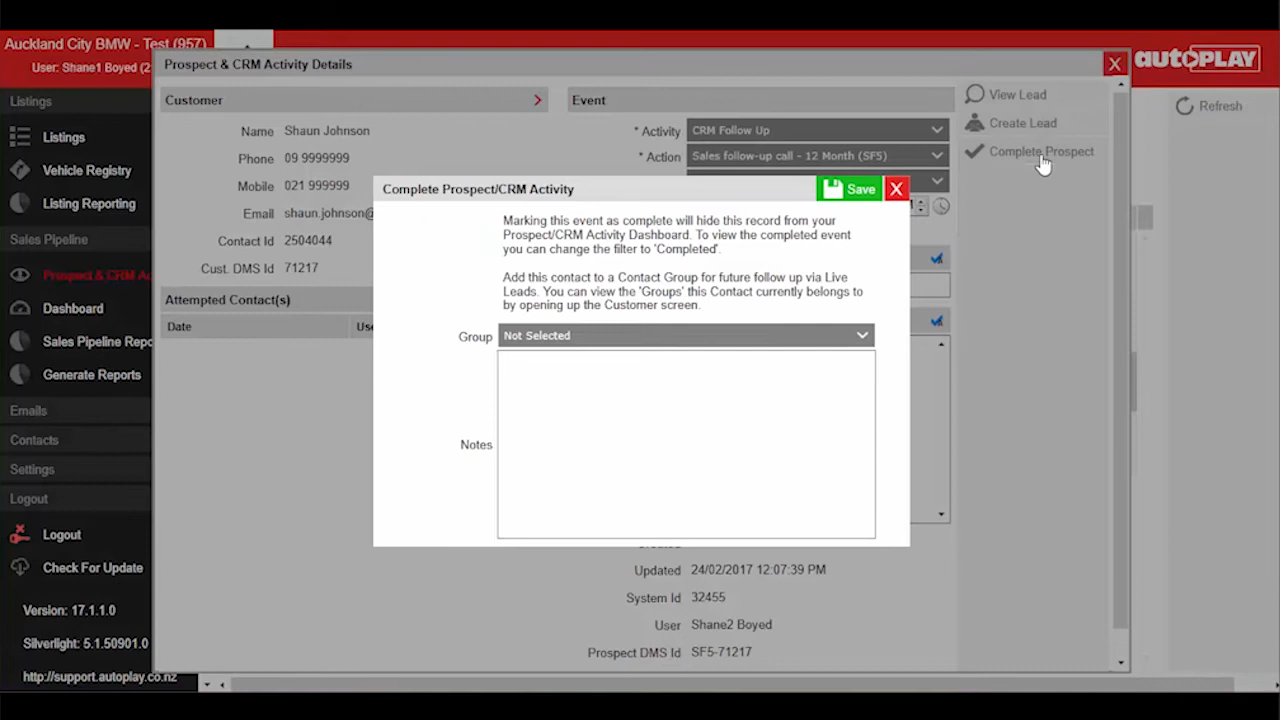 Auckland City BMW - Test (957)
User: Shane1 Boyed (2
autoPLAY
Prospect & CRM Activity Details
X
Customer
Event
View Lead
Create Lead
Complete Prospect
Refresh
Listings
Listings
Vehicle Registry
Listing Reporting
Sales Pipeline
Prospect & CRM Ac
Dashboard
Sales Pipeline Repo
Generate Reports
Emails
Contacts
Settings
Logout
Logout
Check For Update
Version: 17.1.1.0
Silverlight: 5.1.50901.0
http://support.autoplay.co.nz
Name Shaun Johnson
Phone 09 9999999
Mobile 021 999999
Email shaun.johnson@
Contact Id 2504044
Cust. DMS Id 71217
Attempted Contact(s)
Date Use
* Activity CRM Follow Up
* Action Sales follow-up call - 12 Month (SF5)
Complete Prospect/CRM Activity
Save
X
Marking this event as complete will hide this record from your
Prospect/CRM Activity Dashboard. To view the completed event
you can change the filter to 'Completed'.
Add this contact to a Contact Group for future follow up via Live
Leads. You can view the 'Groups' this Contact currently belongs to
by opening up the Customer screen.
Group Not Selected
Notes
Updated 24/02/2017 12:07:39 PM
System Id 32455
User Shane2 Boyed
Prospect DMS Id SF5-71217